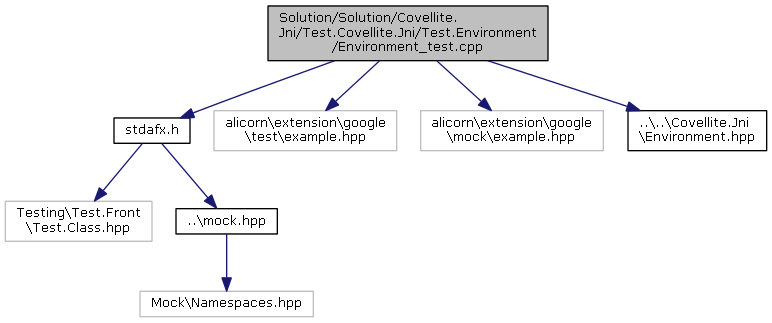 Solution/Solution/Covellite.
Jni/Test.Covellite.Jni/Test.Environment
/Environment_test.cpp
stdafx.h
alicorn\extension\google
\test\example.hpp
alicorn\extension\google
\mock\example.hpp
..\..\Covellite.Jni
\Environment.hpp
Testing\Test.Front
\Test.Class.hpp
..\mock.hpp
Mock\Namespaces.hpp